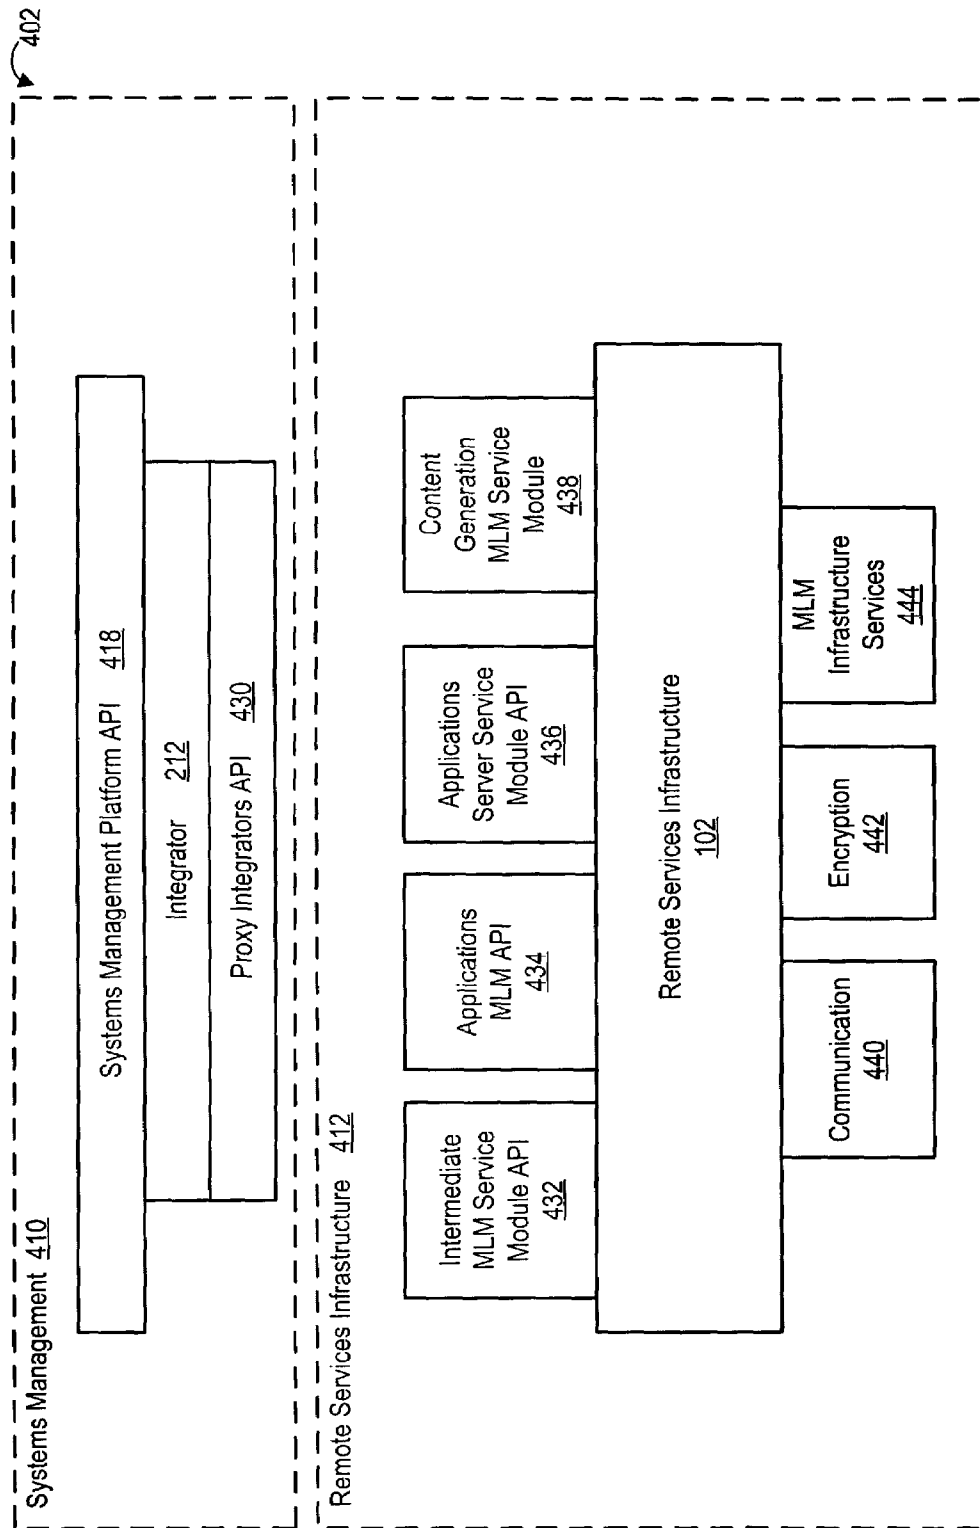 402
Systems Management 410
Systems Management Platform API 418
Integrator 212
Proxy Integrators API 430
Remote Services Infrastructure 412
Intermediate
MLM Service
Module API
432
Applications
MLM API
434
Applications
Server Service
Module API
436
Content
Generation
MLM Service
Module
438
Remote Services Infrastructure
102
Communication
440
Encryption
442
MLM
Infrastructure
Services
444